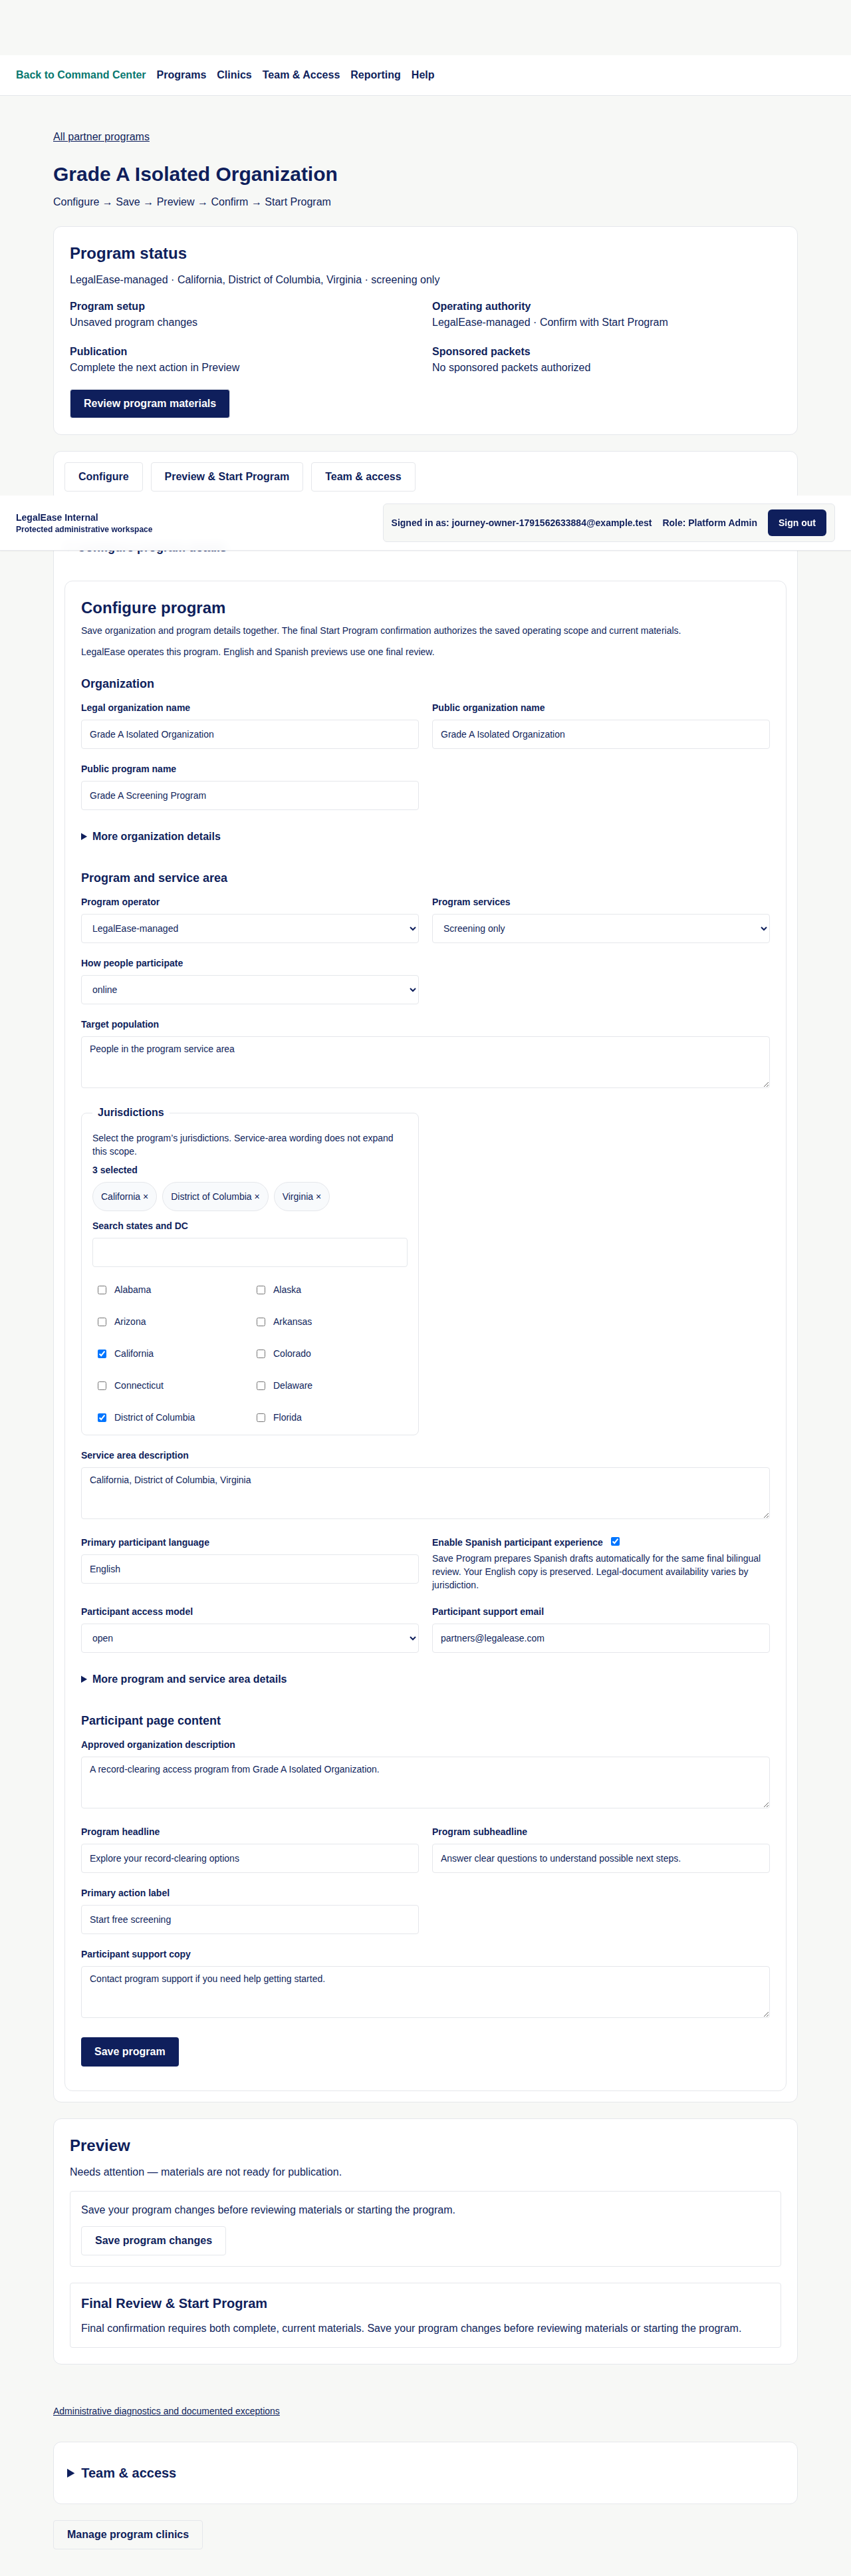 Back to Command Center Programs Clinics Team & Access Reporting Help
All partner programs
Grade A Isolated Organization
Configure → Save → Preview → Confirm → Start Program
Program status
LegalEase-managed · California, District of Columbia, Virginia · screening only
Program setup
Unsaved program changes
Operating authority
LegalEase-managed · Confirm with Start Program
Publication
Complete the next action in Preview
Sponsored packets
No sponsored packets authorized
Review program materials
Configure Preview & Start Program Team & access
LegalEase Internal
Protected administrative workspace
Signed in as: journey-owner-1791562633884@example.test Role: Platform Admin Sign out
Configure program
Save organization and program details together. The final Start Program confirmation authorizes the saved operating scope and current materials.
LegalEase operates this program. English and Spanish previews use one final review.
Organization
Legal organization name
Grade A Isolated Organization
Public organization name
Grade A Isolated Organization
Public program name
Grade A Screening Program
More organization details
Program and service area
Program operator
LegalEase-managed
Program services
Screening only
How people participate
online
Target population
People in the program service area
Jurisdictions
Select the program's jurisdictions. Service-area wording does not expand
this scope.
3 selected
California × District of Columbia × Virginia ×
Search states and DC
Alabama Alaska
Arizona Arkansas
California Colorado
Connecticut Delaware
District of Columbia Florida
Service area description
California, District of Columbia, Virginia
Primary participant language
English
Enable Spanish participant experience
Save Program prepares Spanish drafts automatically for the same final bilingual
review. Your English copy is preserved. Legal-document availability varies by
jurisdiction.
Participant access model
open
Participant support email
partners@legalease.com
More program and service area details
Participant page content
Approved organization description
A record-clearing access program from Grade A Isolated Organization.
Program headline
Explore your record-clearing options
Program subheadline
Answer clear questions to understand possible next steps.
Primary action label
Start free screening
Participant support copy
Contact program support if you need help getting started.
Save program
Preview
Needs attention — materials are not ready for publication.
Save your program changes before reviewing materials or starting the program.
Save program changes
Final Review & Start Program
Final confirmation requires both complete, current materials. Save your program changes before reviewing materials or starting the program.
Administrative diagnostics and documented exceptions
Team & access
Manage program clinics